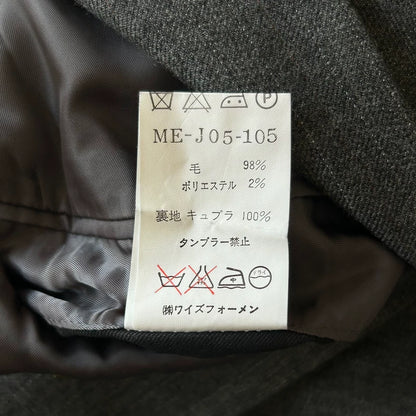 P
ME-J05-105
毛 98%
ポリエステル 2%
裏地 キュプラ 100%
タンブラー禁止
中 ドライ
㈱ワイズフォーメン